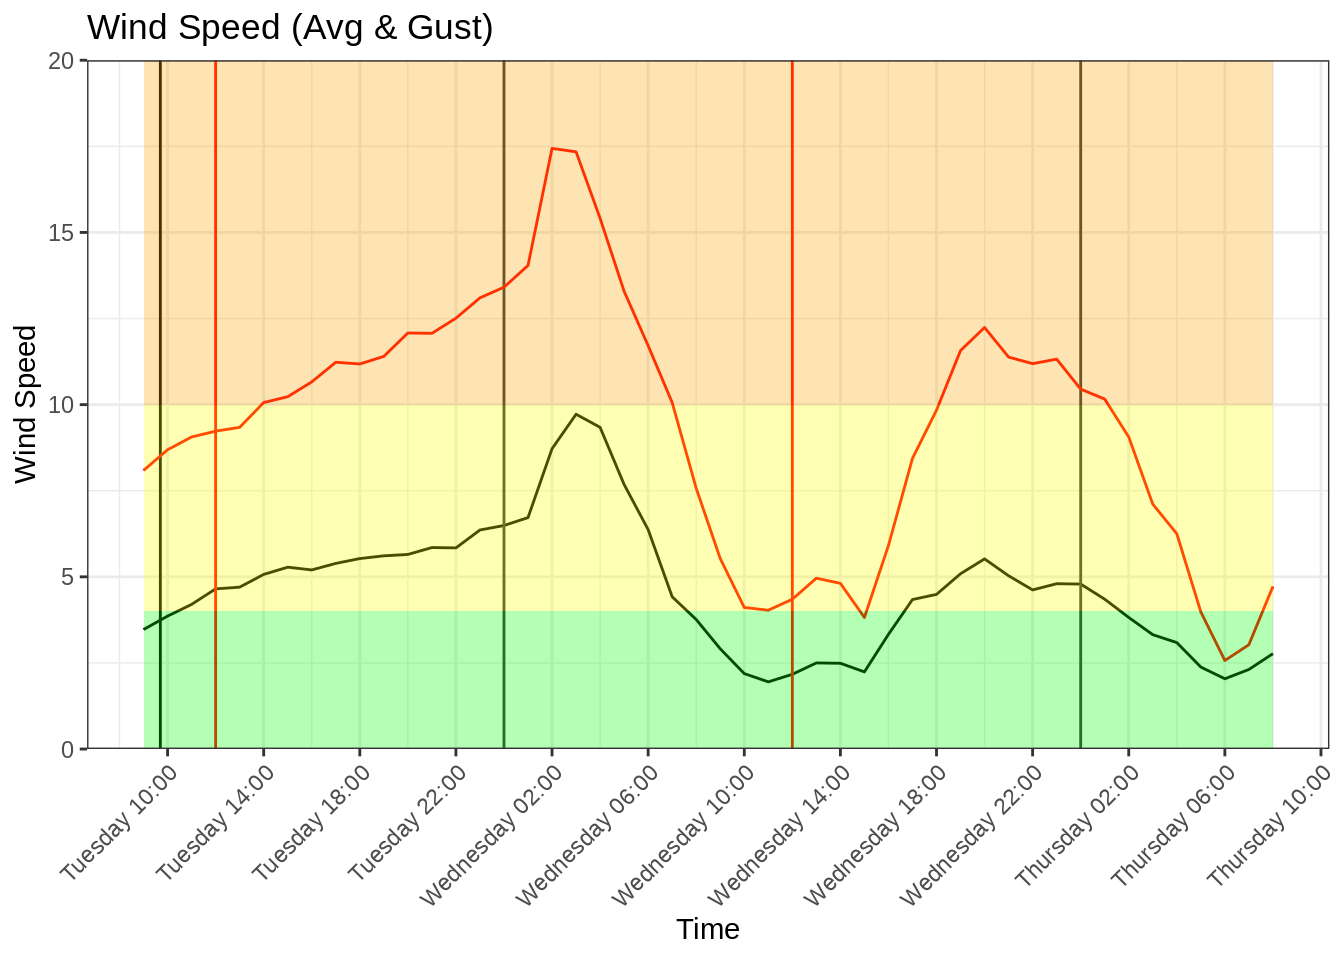 Wind Speed (Avg & Gust)
20
15
10
5
0
Wind Speed
Tuesday 10:00
Tuesday 14:00
Tuesday 18:00
Tuesday 22:00
Wednesday 02:00
Wednesday 06:00
Wednesday 10:00
Wednesday 14:00
Wednesday 18:00
Wednesday 22:00
Thursday 02:00
Thursday 06:00
Thursday 10:00
Time